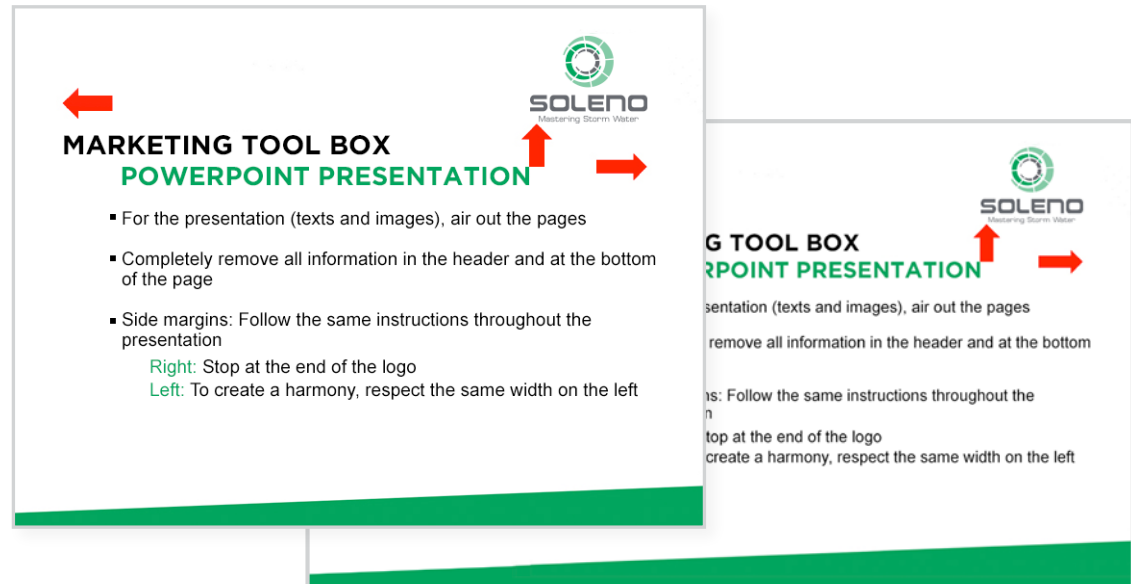 SOLENO
Mastering Storm Water
MARKETING TOOL BOX
POWERPOINT PRESENTATION
▪ For the presentation (texts and images), air out the pages
▪ Completely remove all information in the header and at the bottom
of the page
▪ Side margins: Follow the same instructions throughout the
presentation
Right: Stop at the end of the logo
Left: To create a harmony, respect the same width on the left
SOLENO
Mastering Storm Water
G TOOL BOX
RPOINT PRESENTATION
sentation (texts and images), air out the pages
remove all information in the header and at the bottom
ns: Follow the same instructions throughout the
n
top at the end of the logo
create a harmony, respect the same width on the left